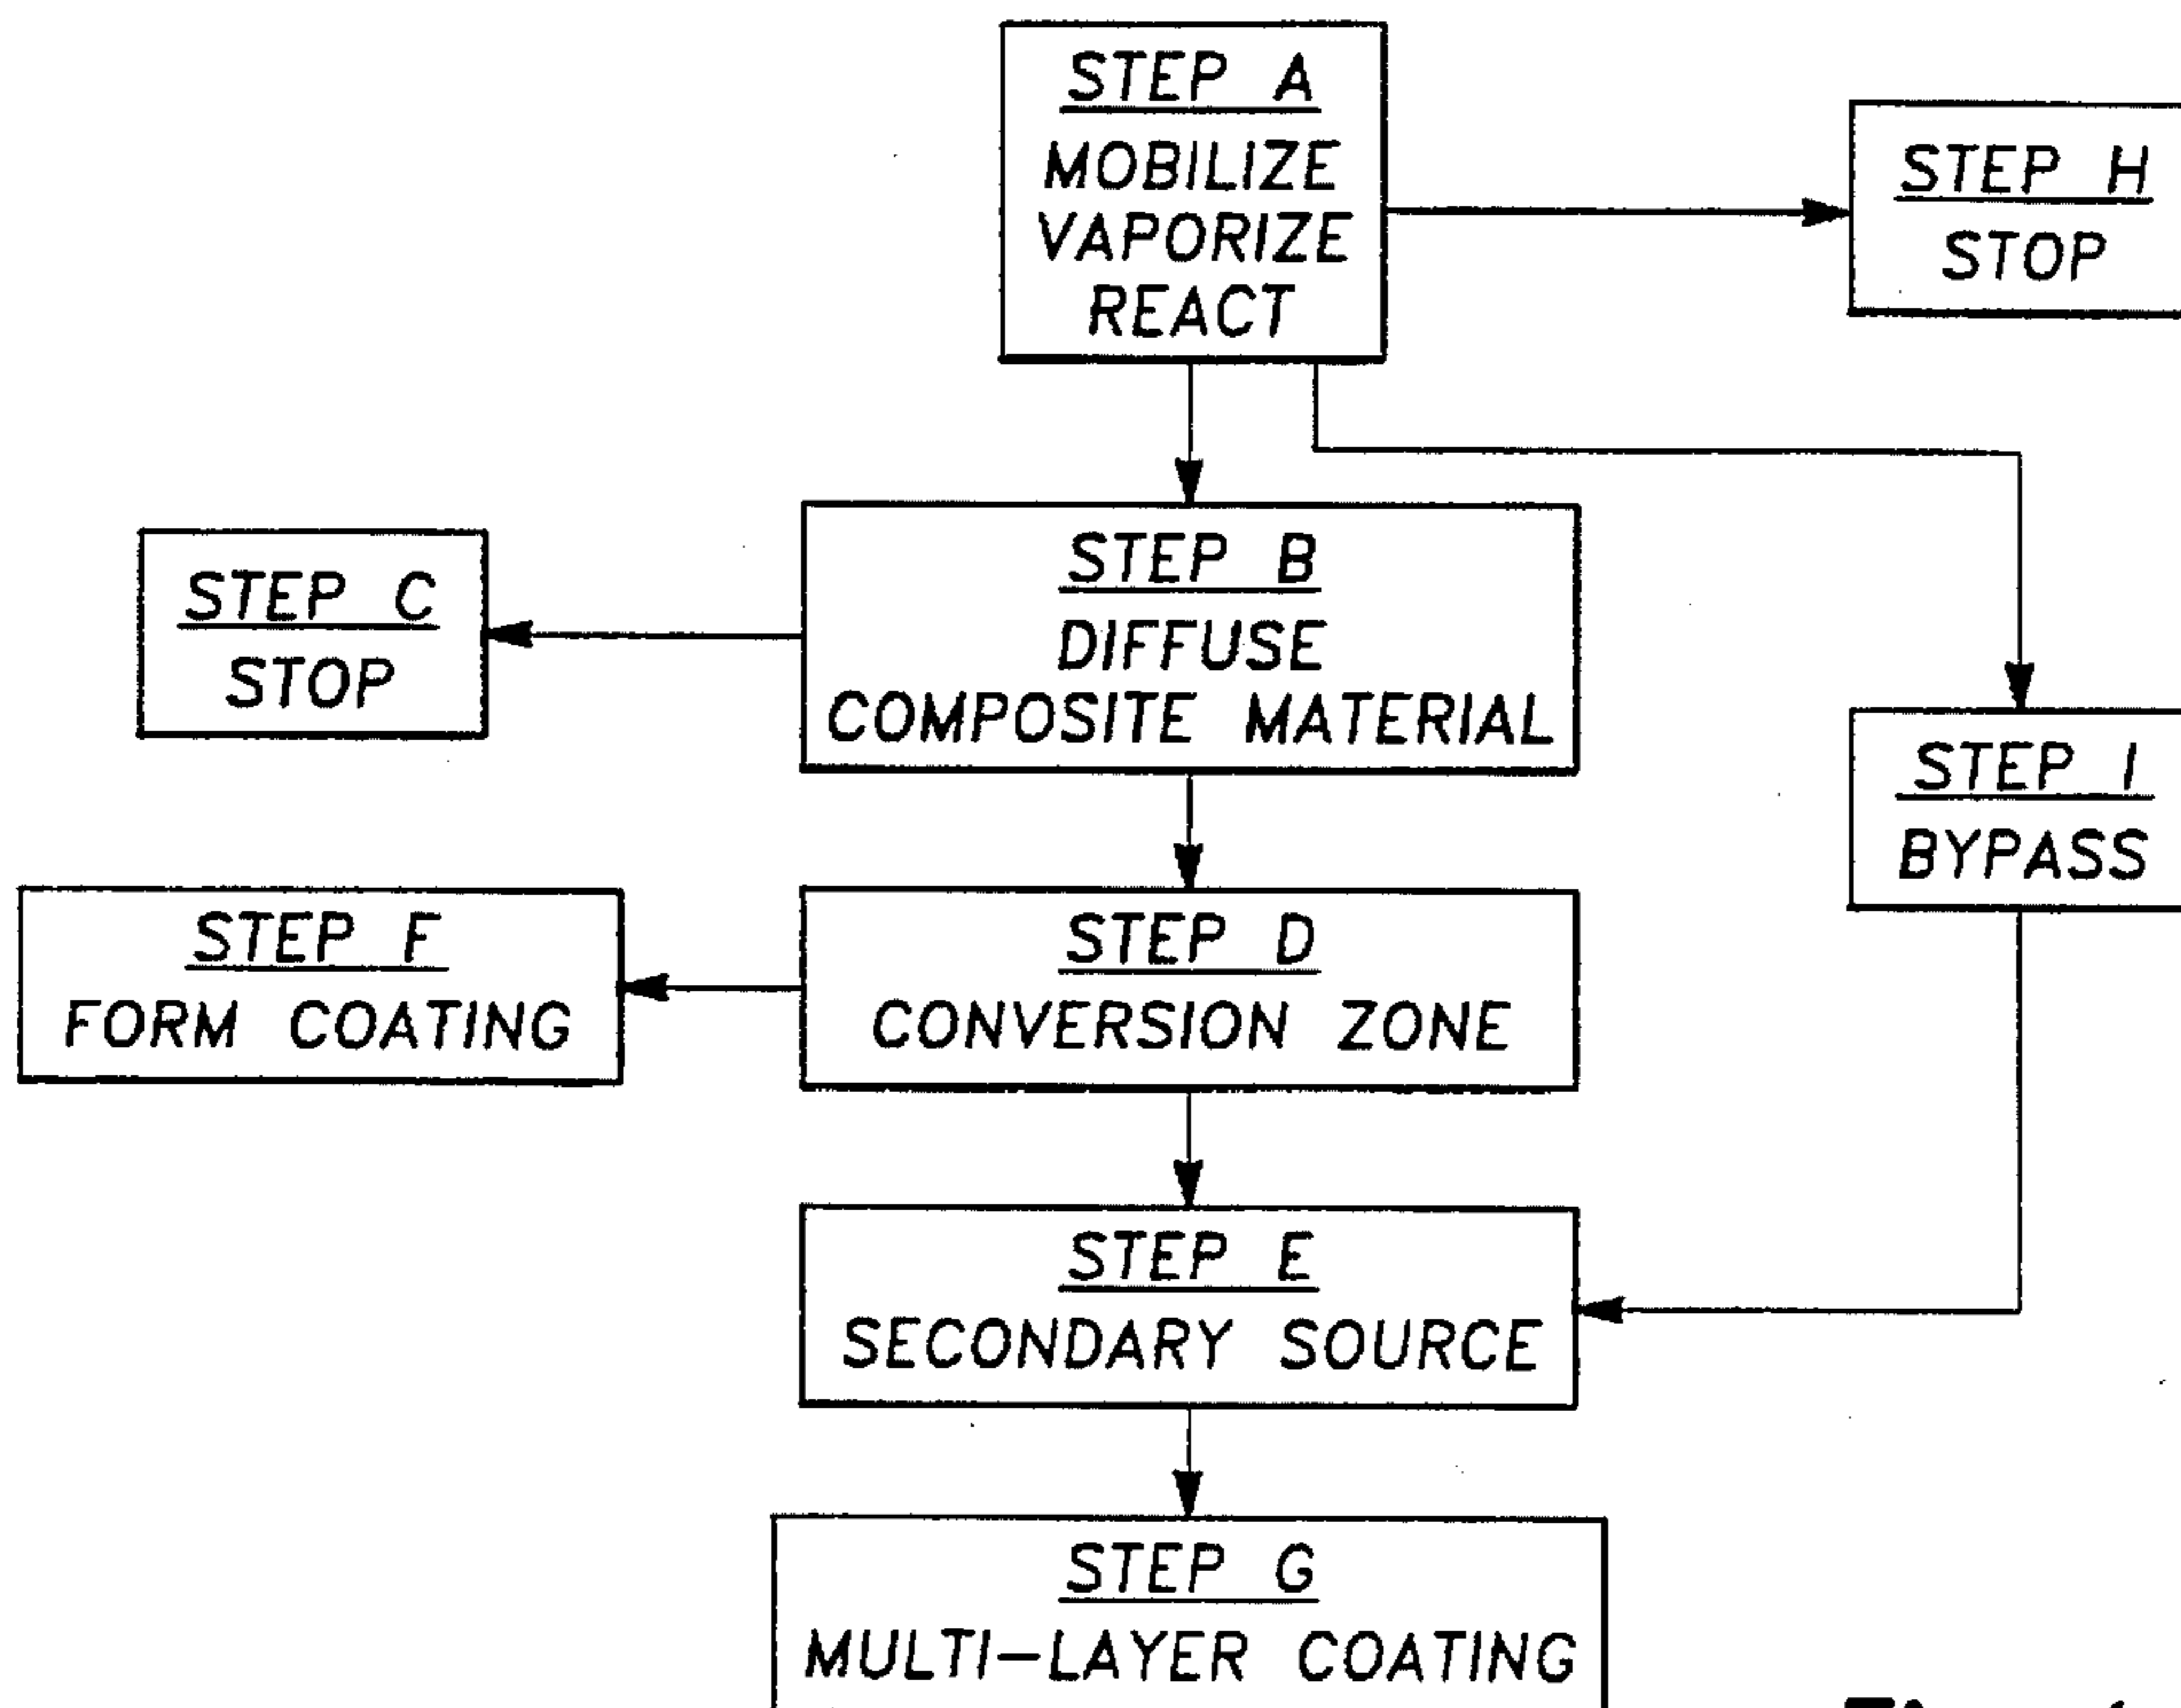 STEP A
MOBILIZE
VAPORIZE
REACT
STEP H
STOP
STEP B
DIFFUSE
COMPOSITE MATERIAL
STEP C
STOP
STEP I
BYPASS
STEP F
FORM COATING
STEP D
CONVERSION ZONE
STEP E
SECONDARY SOURCE
STEP G
MULTI-LAYER COATING